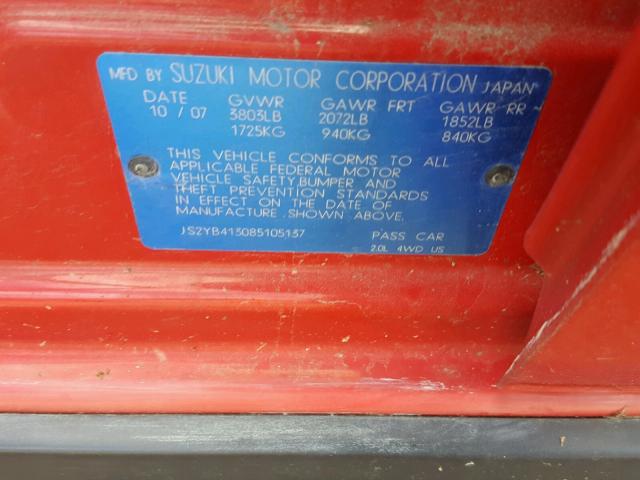 MFD BY SUZUKI MOTOR CORPORATION JAPAN
DATE GVWR GAWR FRT GAWR RR
10 / 07 3803LB 2072LB 1852LB
1725KG 940KG 840KG
THIS VEHICLE CONFORMS TO ALL
APPLICABLE FEDERAL MOTOR
VEHICLE SAFETY,BUMPER AND
THEFT PREVENTION STANDARDS
IN EFFECT ON THE DATE OF
MANUFACTURE SHOWN ABOVE.
JS2YB413085105137 PASS CAR
2.0L 4WD US